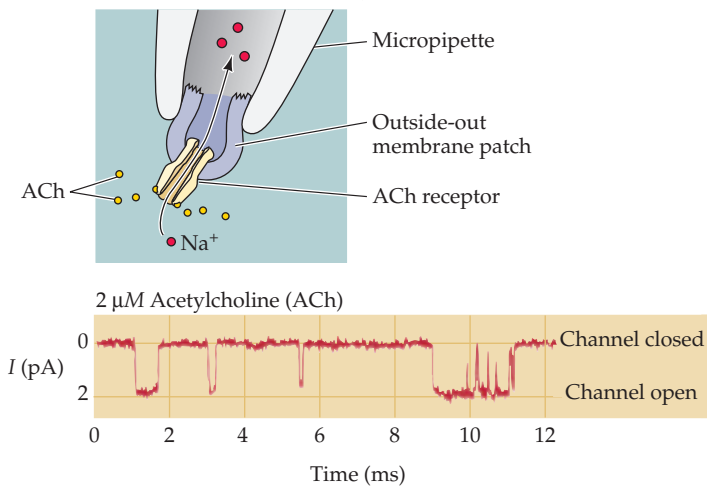 Micropipette
Outside-out
membrane patch
ACh
ACh receptor
Na⁺
2 μM Acetylcholine (ACh)
0
Channel closed
I (pA)
2
Channel open
0 2 4 6 8 10 12
Time (ms)